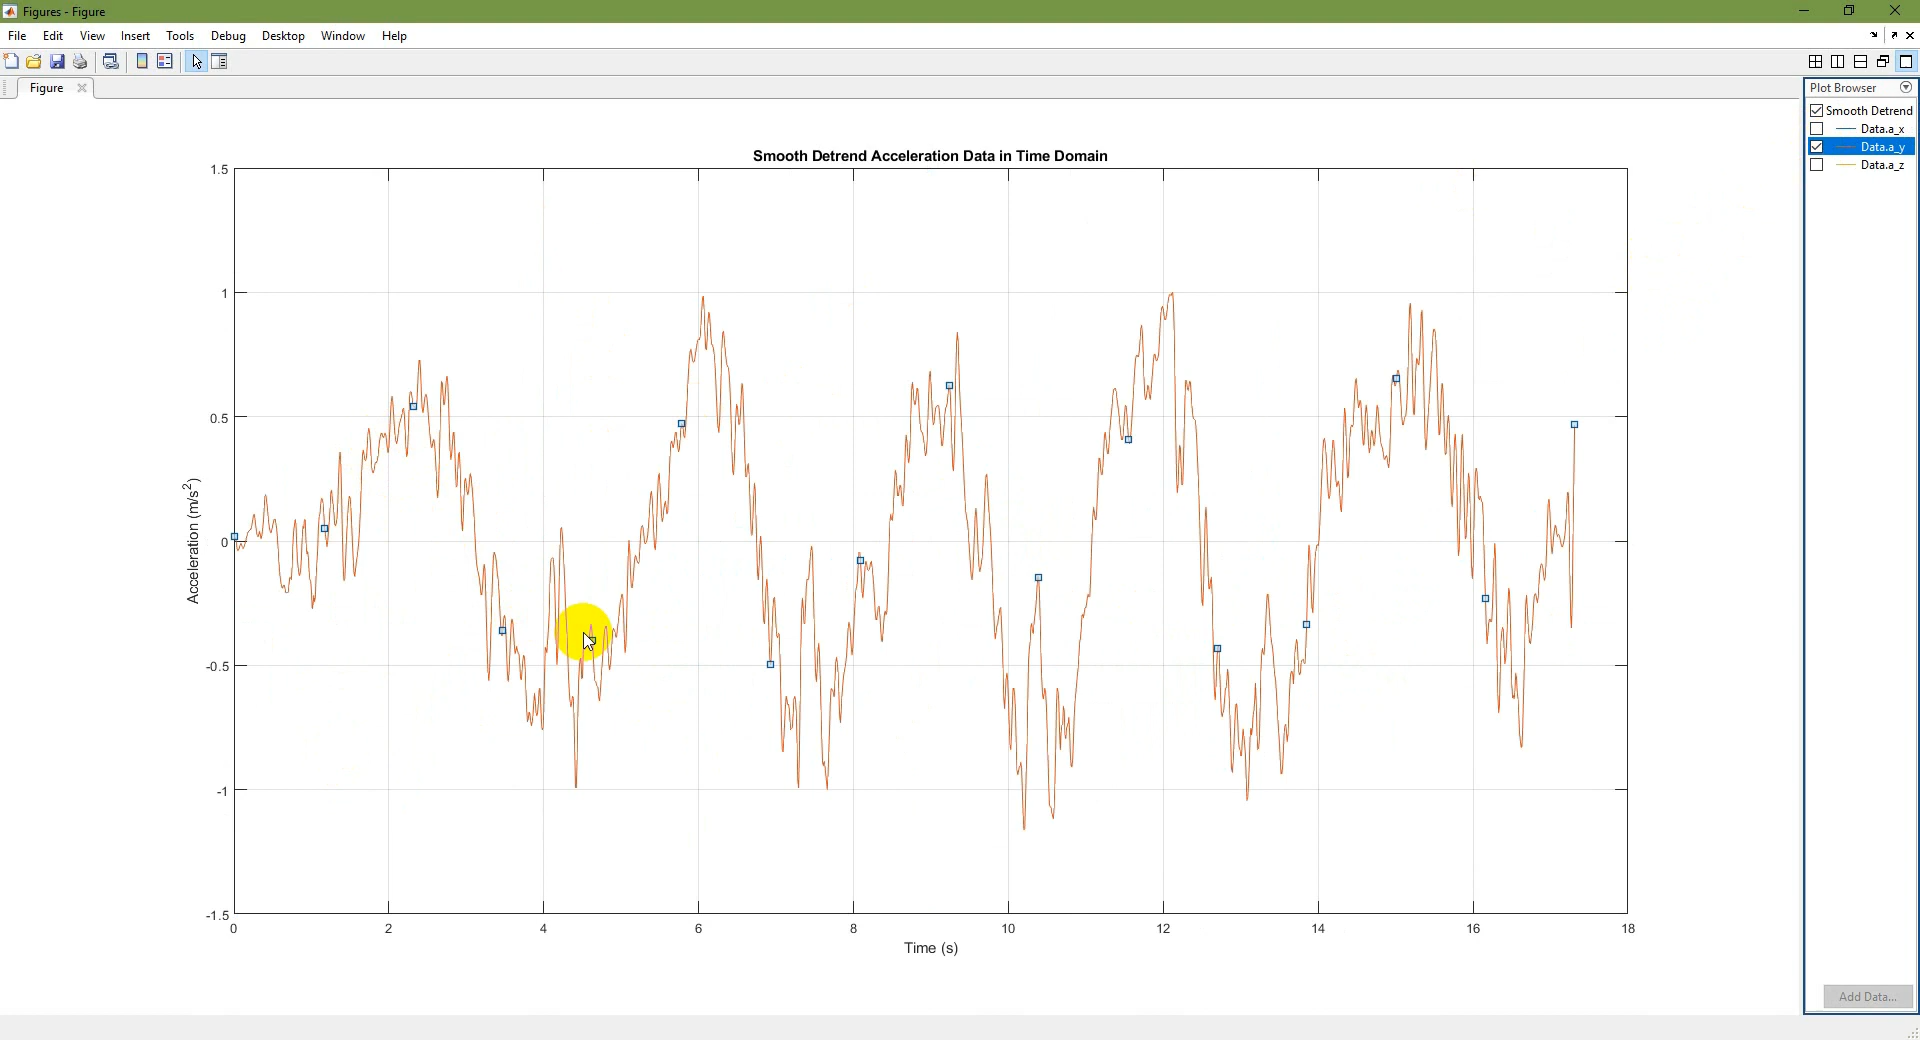 Figures - Figure
File Edit View Insert Tools Debug Desktop Window Help
Figure
Plot Browser
Smooth Detrend
Data.a_x
Data.a_y
Data.a_z
Smooth Detrend Acceleration Data in Time Domain
1.5
1
0.5
0
-0.5
-1
-1.5
Acceleration (m/s²)
0 2 4 6 8 10 12 14 16 18
Time (s)
Add Data...